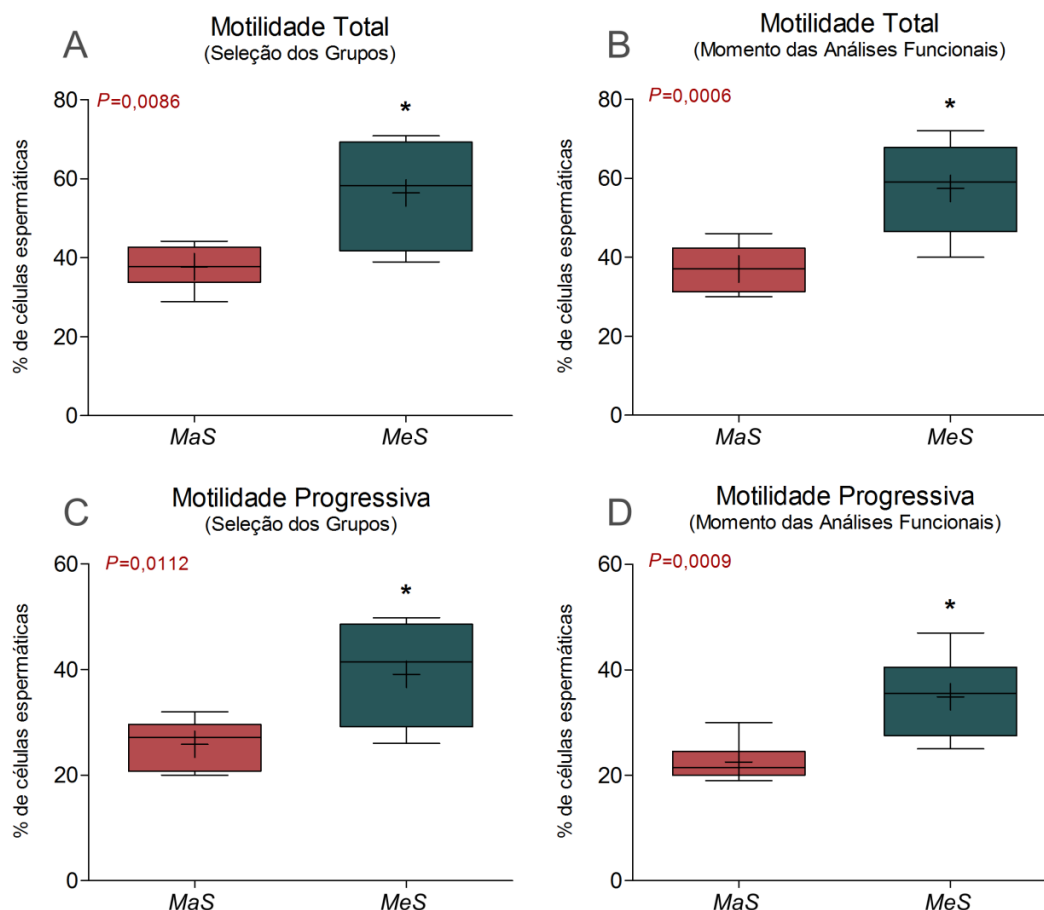 A
Motilidade Total
(Seleção dos Grupos)
P=0,0086
*
% de células espermáticas
80
60
40
20
0
MaS
MeS
B
Motilidade Total
(Momento das Análises Funcionais)
P=0,0006
*
% de células espermáticas
80
60
40
20
0
MaS
MeS
C
Motilidade Progressiva
(Seleção dos Grupos)
P=0,0112
*
% de células espermáticas
60
40
20
0
MaS
MeS
D
Motilidade Progressiva
(Momento das Análises Funcionais)
P=0,0009
*
% de células espermáticas
60
40
20
0
MaS
MeS